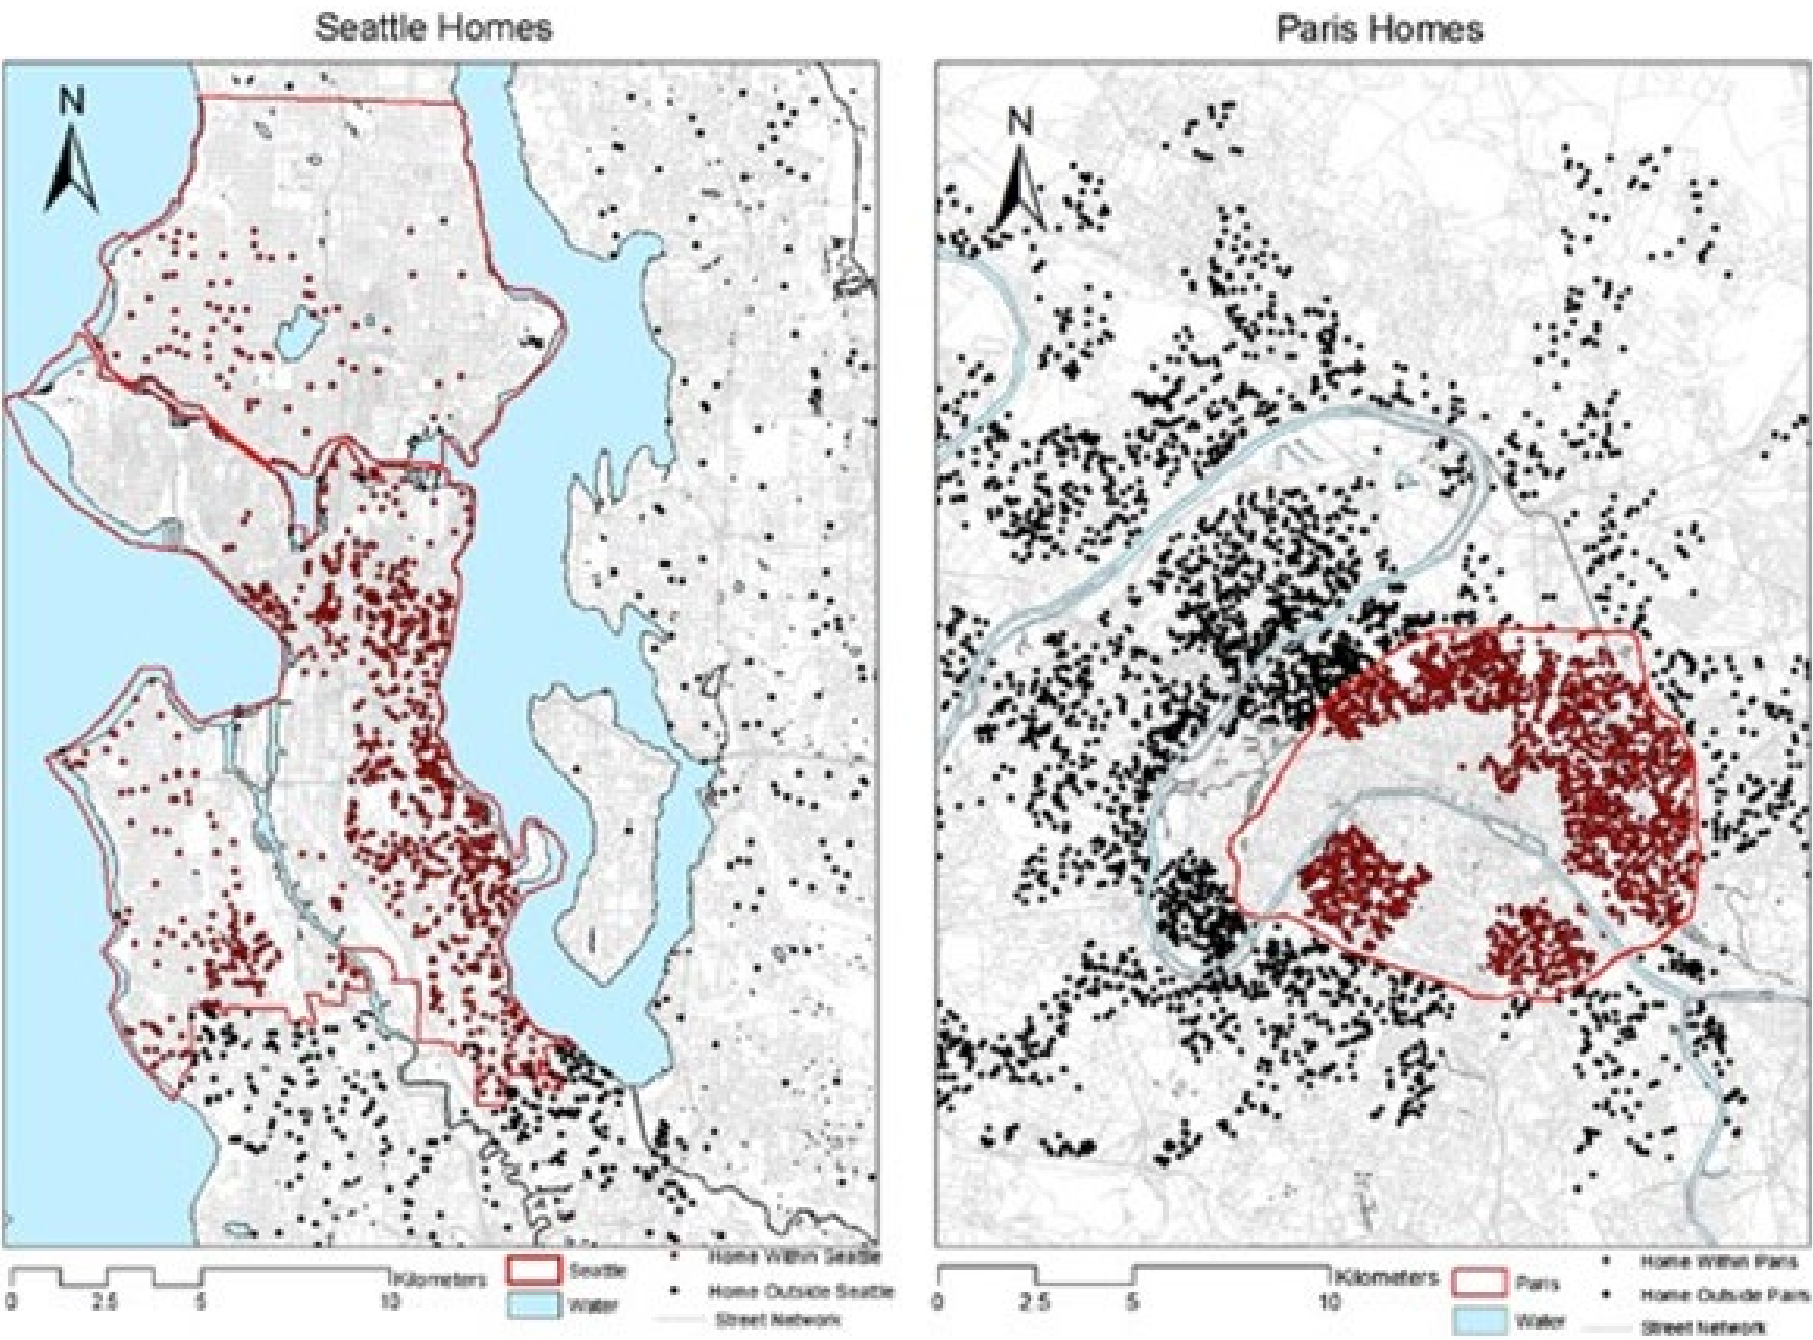 Seattle Homes
Paris Homes
N
N
0 2.5 5 10 Kilometers
Seattle
Water
Home Within Seattle
Home Outside Seattle
Street Network
0 2.5 5 10 Kilometers
Paris
Water
Home Within Paris
Home Outside Paris
Street Network